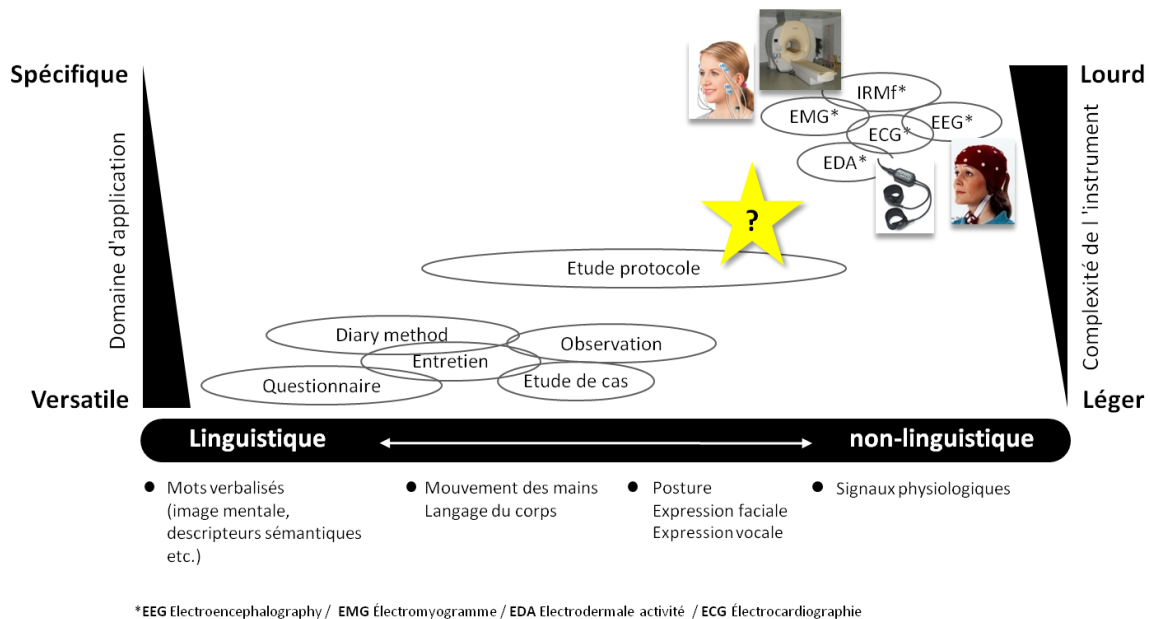 Spécifique
Lourd
Domaine d'application
Complexité de l 'instrument
IRMf*
EMG*
EEG*
ECG*
EDA*
?
Etude protocole
Diary method
Observation
Entretien
Questionnaire
Etude de cas
Versatile
Léger
Linguistique
non-linguistique
● Mots verbalisés
(image mentale,
descripteurs sémantiques
etc.)
● Mouvement des mains
Langage du corps
● Posture
Expression faciale
Expression vocale
● Signaux physiologiques
*EEG Electroencephalography / EMG Électromyogramme / EDA Electrodermale activité / ECG Électrocardiographie